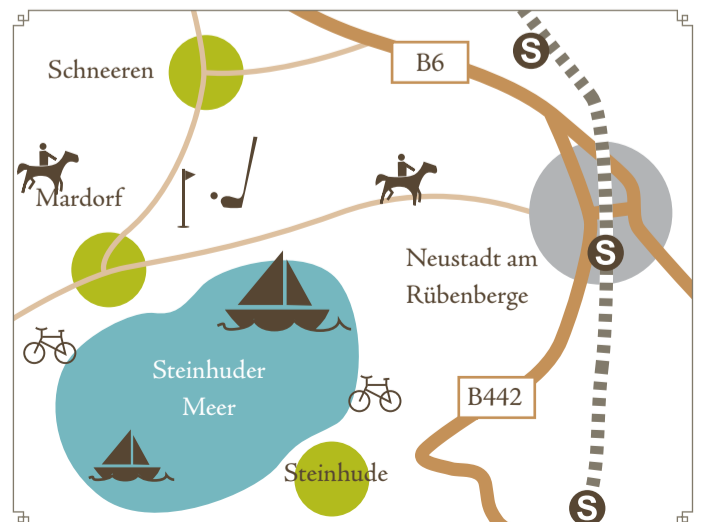 S
B6
Schneeren
Mardorf
Neustadt am
Rübenberge
S
Steinhuder
Meer
B442
Steinhude
S